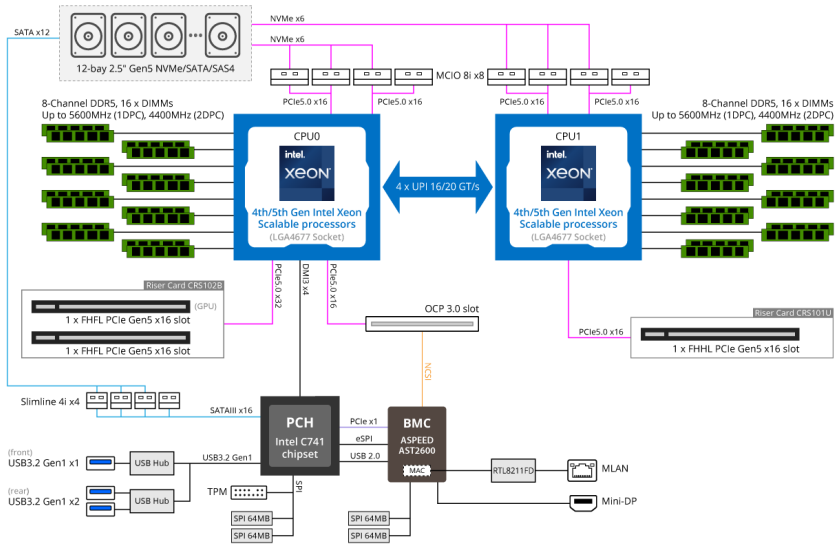 SATA x12
NVMe x6
NVMe x6
12-bay 2.5" Gen5 NVMe/SATA/SAS4
MCIO 8i x8
PCIe5.0 x16
PCIe5.0 x16
PCIe5.0 x16
PCIe5.0 x16
8-Channel DDR5, 16 x DIMMs
Up to 5600MHz (1DPC), 4400MHz (2DPC)
8-Channel DDR5, 16 x DIMMs
Up to 5600MHz (1DPC), 4400MHz (2DPC)
CPU0
intel.
xeon
4th/5th Gen Intel Xeon
Scalable processors
(LGA4677 Socket)
4 x UPI 16/20 GT/s
CPU1
intel.
xeon
4th/5th Gen Intel Xeon
Scalable processors
(LGA4677 Socket)
PCIe5.0 x32
DMI3 x4
PCIe5.0 x16
Riser Card CRS102B
(GPU)
1 x FHFL PCIe Gen5 x16 slot
1 x FHFL PCIe Gen5 x16 slot
OCP 3.0 slot
NCSI
PCIe5.0 x16
Riser Card CRS101U
1 x FHHL PCIe Gen5 x16 slot
Slimline 4i x4
SATAIII x16
PCH
Intel C741
chipset
PCIe x1
eSPI
USB 2.0
BMC
ASPEED
AST2600
MAC
RTL8211FD
MLAN
Mini-DP
(front)
USB3.2 Gen1 x1
USB Hub
USB3.2 Gen1
(rear)
USB3.2 Gen1 x2
USB Hub
TPM
SPI
SPI 64MB
SPI 64MB
SPI 64MB
SPI 64MB